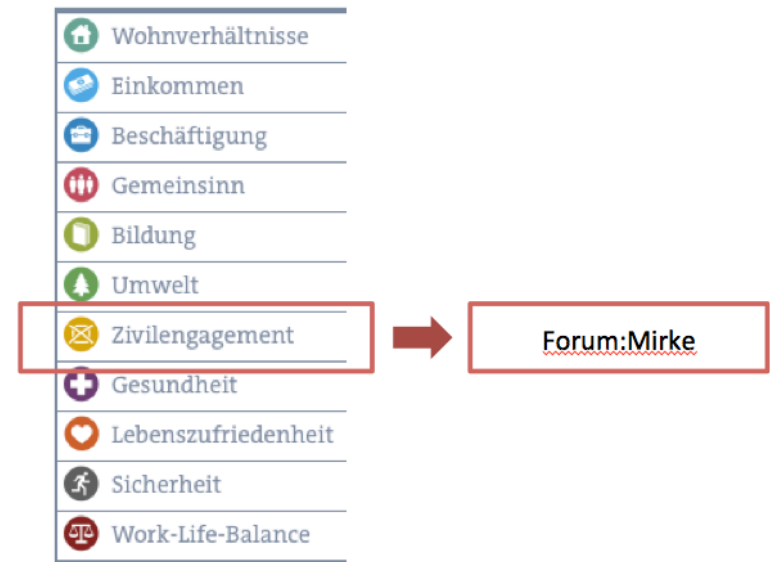 Wohnverhältnisse
Einkommen
Beschäftigung
Gemeinsinn
Bildung
Umwelt
Zivilengagement
Forum:Mirke
Gesundheit
Lebenszufriedenheit
Sicherheit
Work-Life-Balance